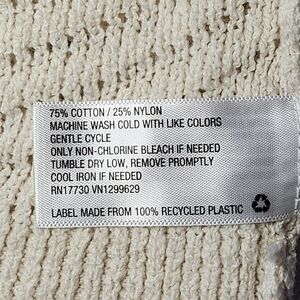 75% COTTON / 25% NYLON
MACHINE WASH COLD WITH LIKE COLORS
GENTLE CYCLE
ONLY NON-CHLORINE BLEACH IF NEEDED
TUMBLE DRY LOW, REMOVE PROMPTLY
COOL IRON IF NEEDED
RN17730 VN1299629
LABEL MADE FROM 100% RECYCLED PLASTIC